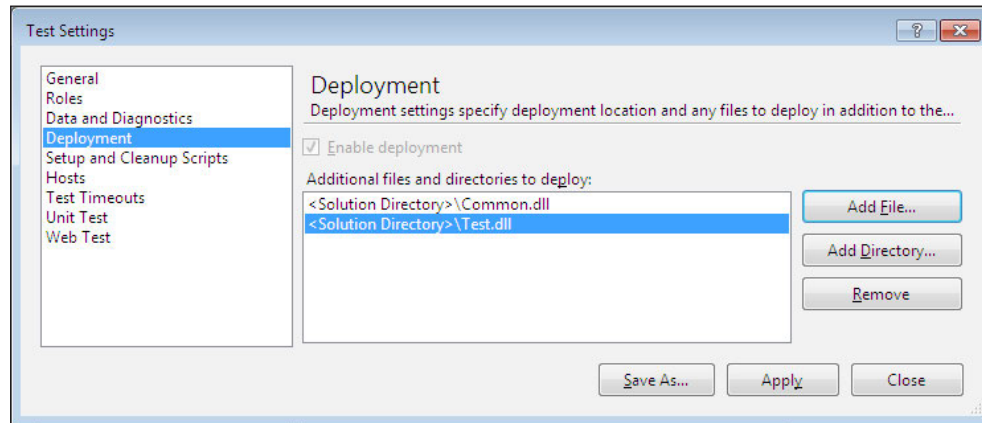 Test Settings
General
Roles
Data and Diagnostics
Deployment
Setup and Cleanup Scripts
Hosts
Test Timeouts
Unit Test
Web Test
Deployment
Deployment settings specify deployment location and any files to deploy in addition to the...
Enable deployment
Additional files and directories to deploy:
<Solution Directory>\Common.dll
<Solution Directory>\Test.dll
Add File...
Add Directory...
Remove
Save As...
Apply
Close